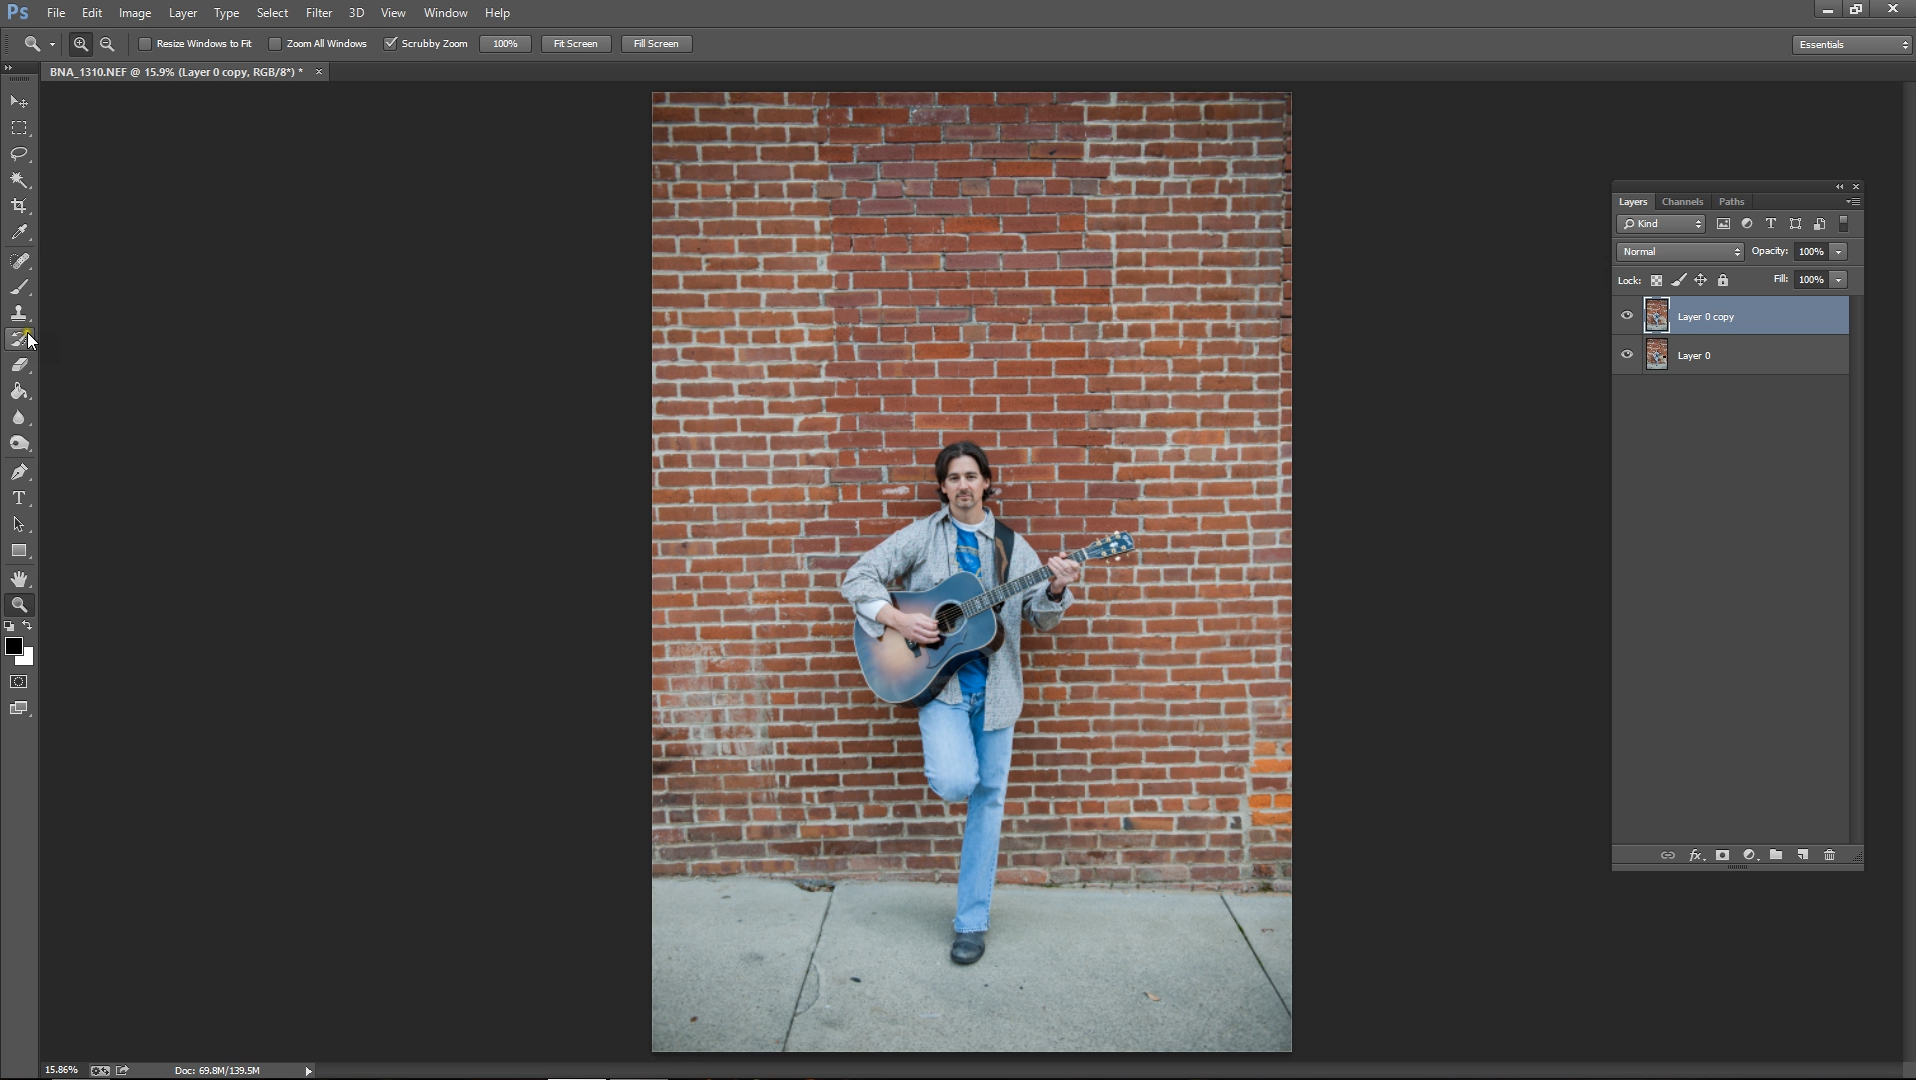 Ps File Edit Image Layer Type Select Filter 3D View Window Help
Resize Windows to Fit Zoom All Windows Scrubby Zoom 100% Fit Screen Fill Screen Essentials
BNA_1310.NEF @ 15.9% (Layer 0 copy, RGB/8*) * ×
Layers Channels Paths
Kind
Normal Opacity: 100%
Lock: Fill: 100%
Layer 0 copy
Layer 0
T
fx
15.86% Doc: 69.8M/139.5M